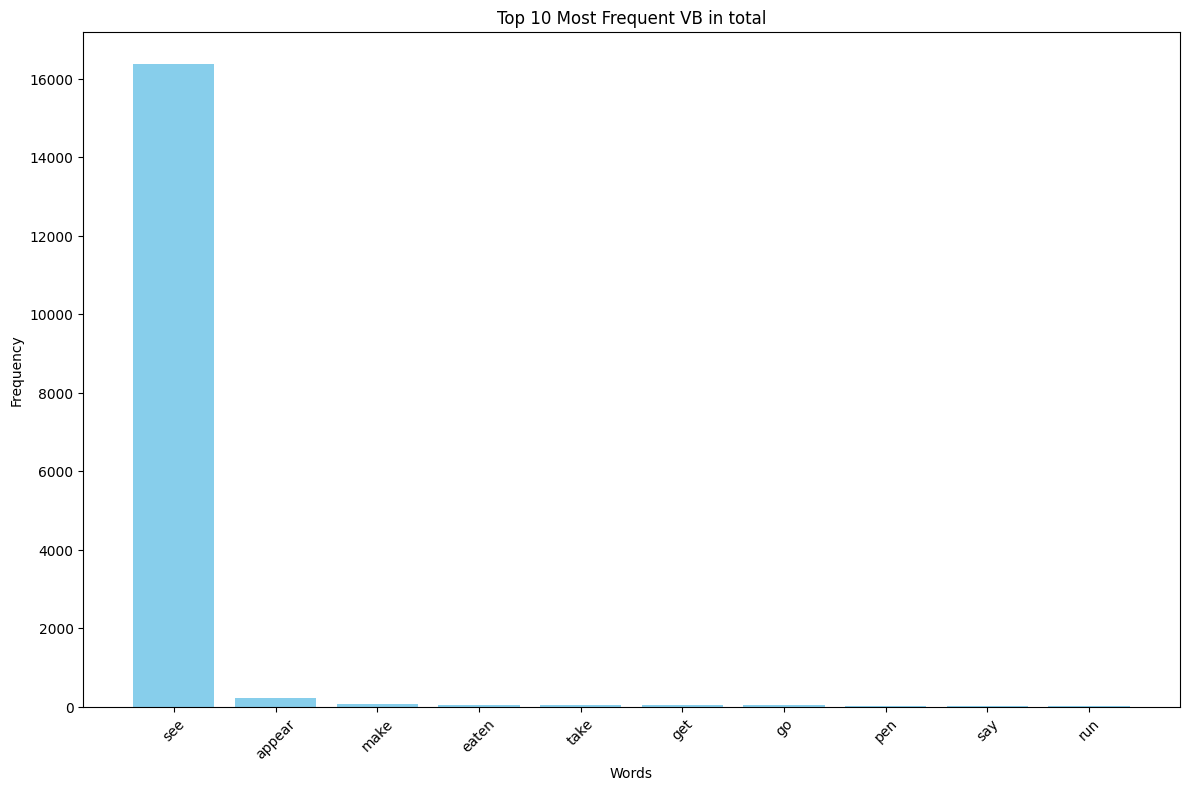 Top 10 Most Frequent VB in total
Frequency
16000
14000
12000
10000
8000
6000
4000
2000
0
see appear make eaten take get go pen say run
Words